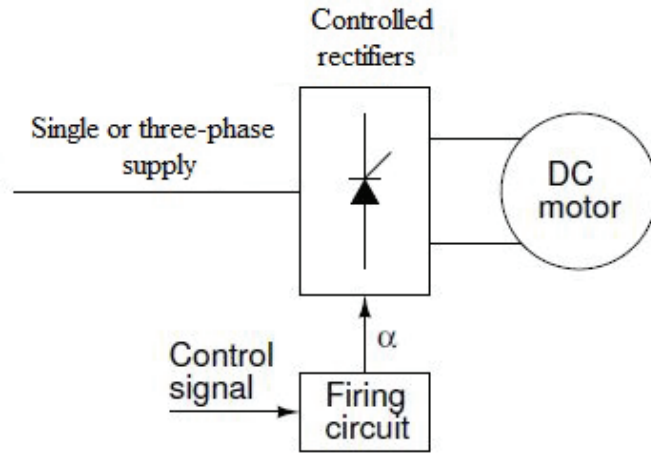 Controlled
rectifiers
Single or three-phase
supply
DC
motor
α
Control
signal
Firing
circuit